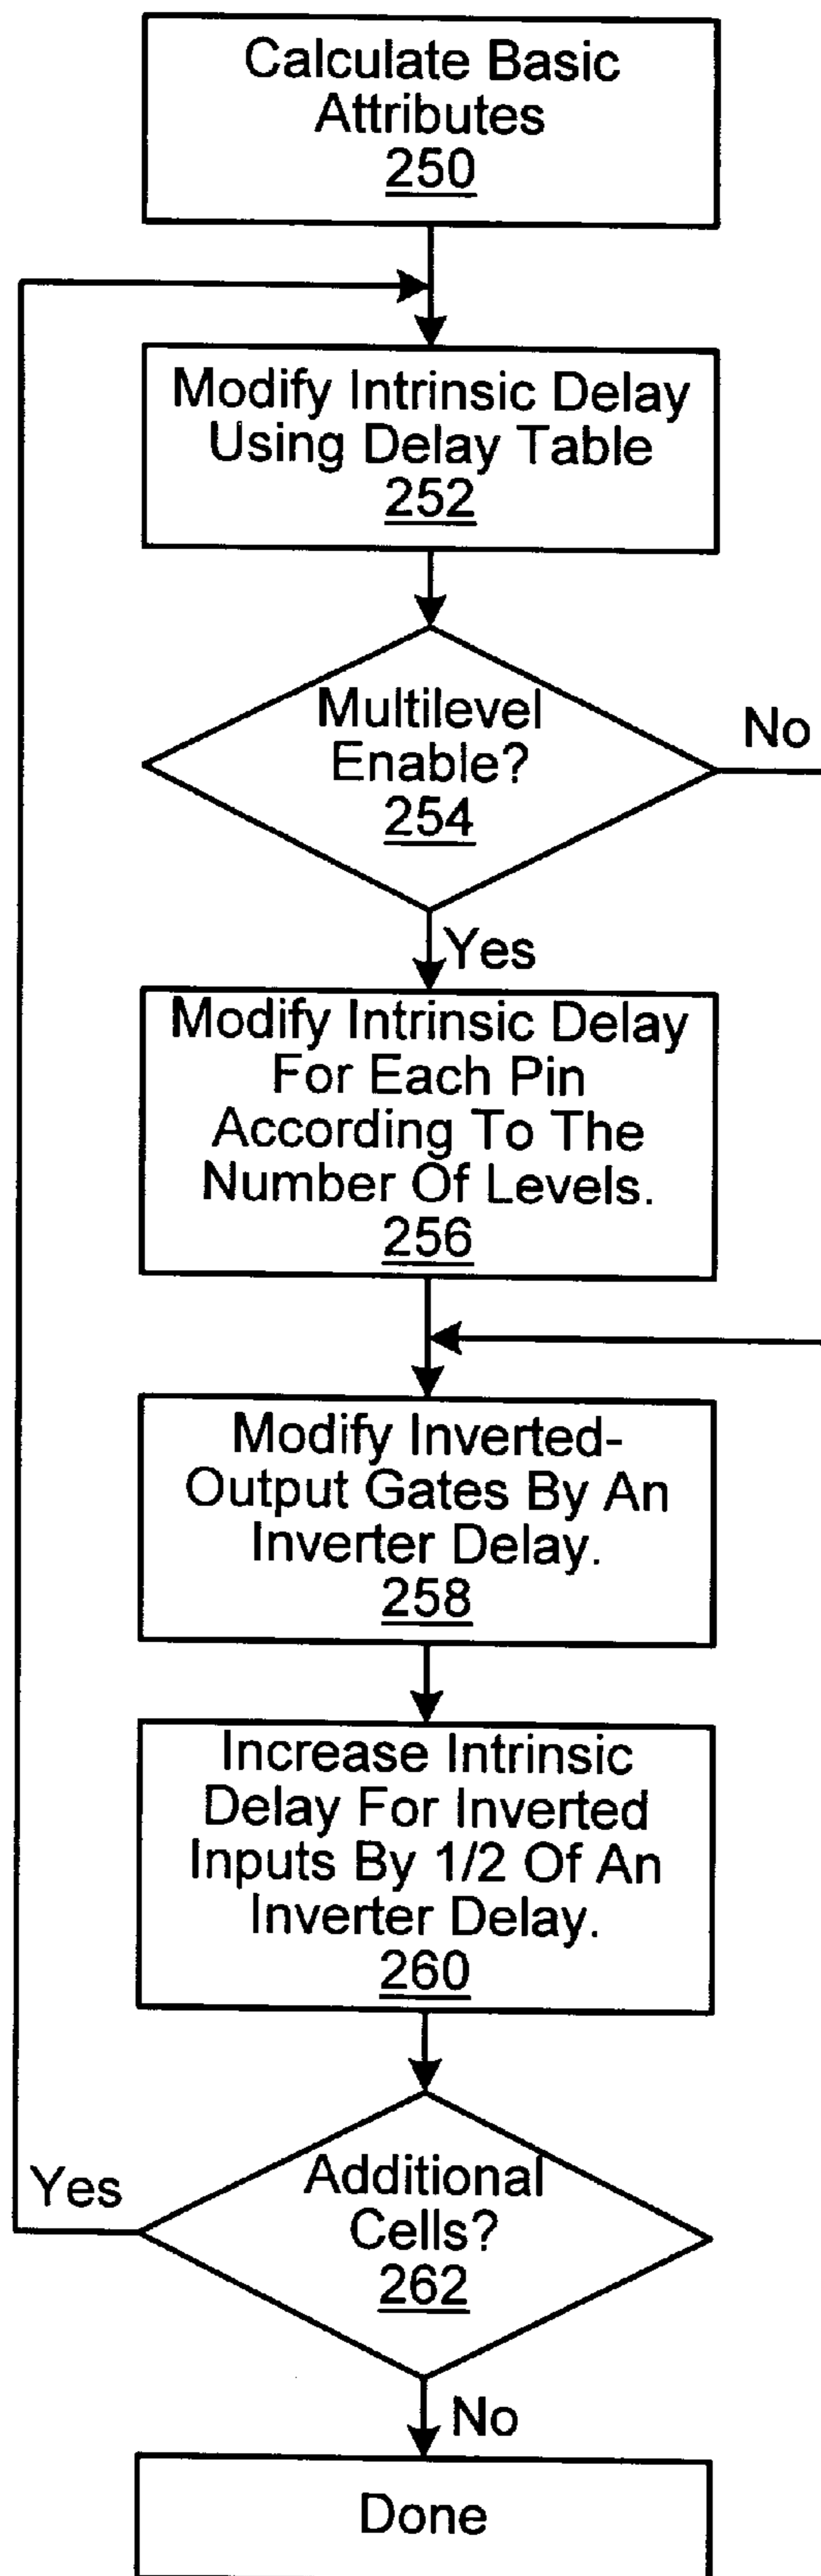 Calculate Basic
Attributes
250
Modify Intrinsic Delay
Using Delay Table
252
Multilevel
Enable?
254
No
Yes
Modify Intrinsic Delay
For Each Pin
According To The
Number Of Levels.
256
Modify Inverted-
Output Gates By An
Inverter Delay.
258
Increase Intrinsic
Delay For Inverted
Inputs By 1/2 Of An
Inverter Delay.
260
Additional
Cells?
262
Yes
No
Done